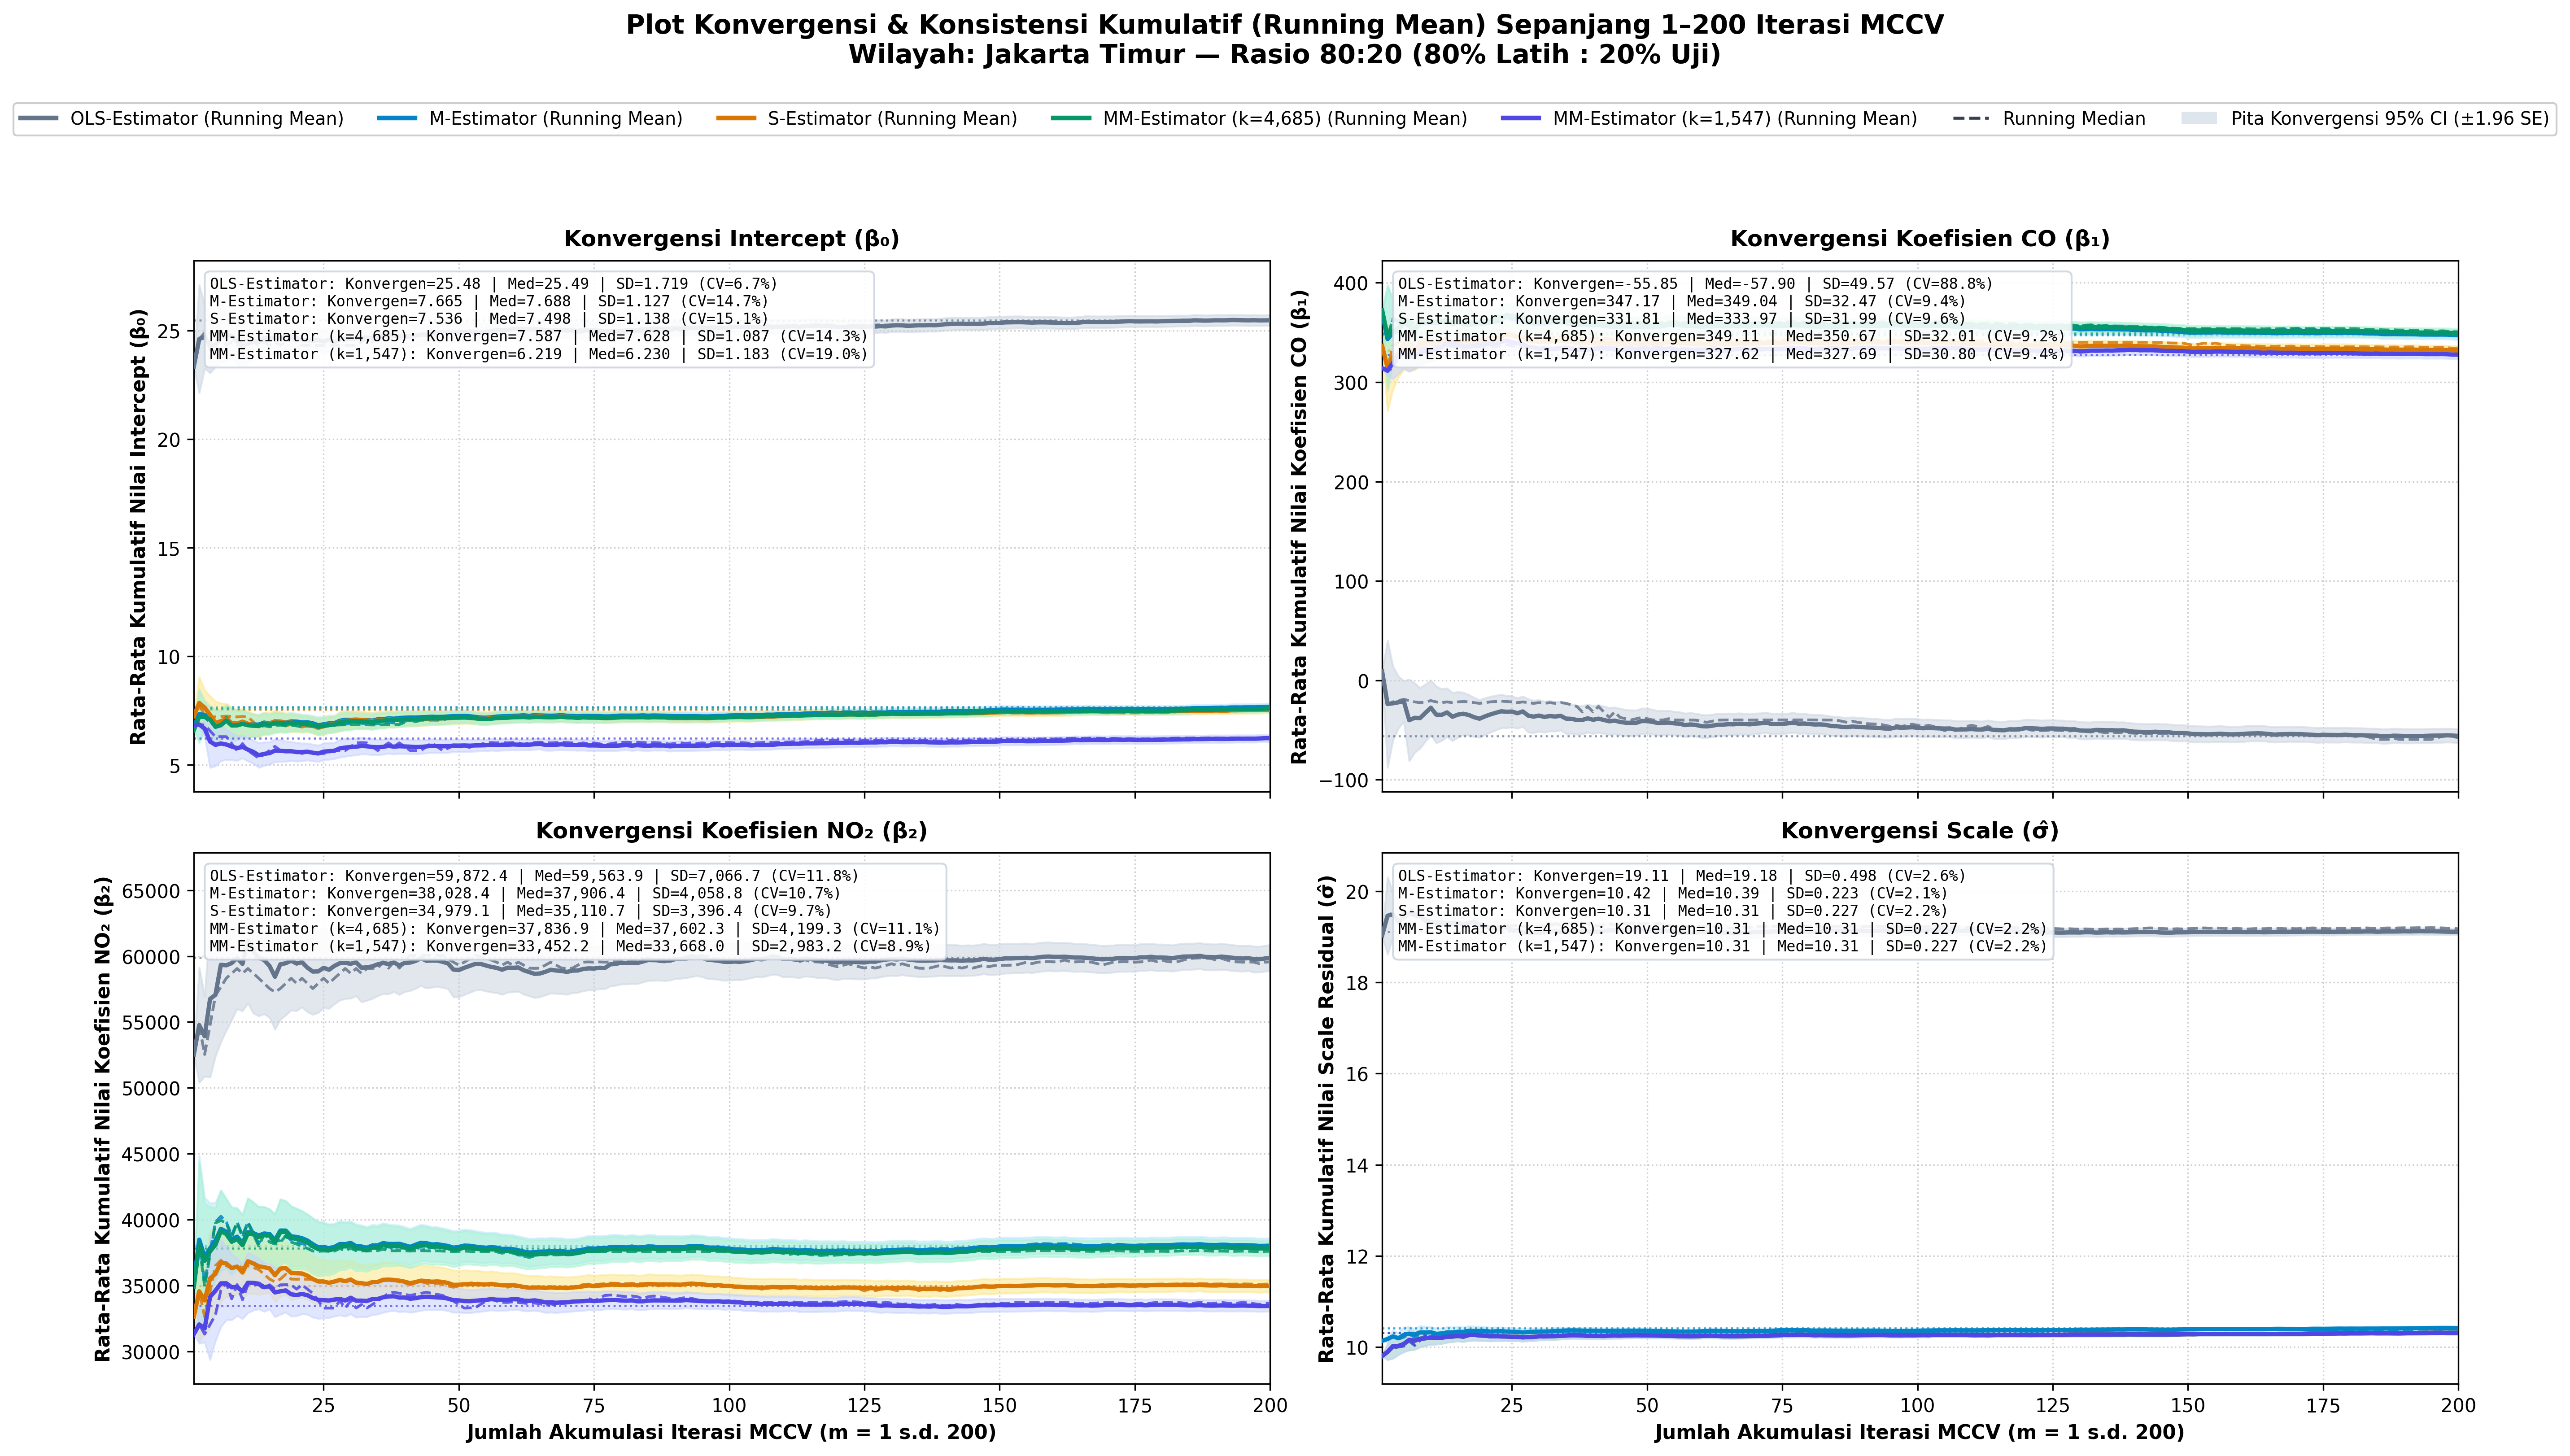 Plot Konvergensi & Konsistensi Kumulatif (Running Mean) Sepanjang 1–200 Iterasi MCCV
Wilayah: Jakarta Timur — Rasio 80:20 (80% Latih : 20% Uji)
OLS-Estimator (Running Mean)
M-Estimator (Running Mean)
S-Estimator (Running Mean)
MM-Estimator (k=4,685) (Running Mean)
MM-Estimator (k=1,547) (Running Mean)
Running Median
Pita Konvergensi 95% CI (±1.96 SE)
Konvergensi Intercept (β₀)
Rata-Rata Kumulatif Nilai Intercept (β₀)
OLS-Estimator: Konvergen=25.48 | Med=25.49 | SD=1.719 (CV=6.7%)
M-Estimator: Konvergen=7.665 | Med=7.688 | SD=1.127 (CV=14.7%)
S-Estimator: Konvergen=7.536 | Med=7.498 | SD=1.138 (CV=15.1%)
MM-Estimator (k=4,685): Konvergen=7.587 | Med=7.628 | SD=1.087 (CV=14.3%)
MM-Estimator (k=1,547): Konvergen=6.219 | Med=6.230 | SD=1.183 (CV=19.0%)
25
20
15
10
5
Konvergensi Koefisien CO (β₁)
Rata-Rata Kumulatif Nilai Koefisien CO (β₁)
OLS-Estimator: Konvergen=-55.85 | Med=-57.90 | SD=49.57 (CV=88.8%)
M-Estimator: Konvergen=347.17 | Med=349.04 | SD=32.47 (CV=9.4%)
S-Estimator: Konvergen=331.81 | Med=333.97 | SD=31.99 (CV=9.6%)
MM-Estimator (k=4,685): Konvergen=349.11 | Med=350.67 | SD=32.01 (CV=9.2%)
MM-Estimator (k=1,547): Konvergen=327.62 | Med=327.69 | SD=30.80 (CV=9.4%)
400
300
200
100
0
−100
Konvergensi Koefisien NO₂ (β₂)
Rata-Rata Kumulatif Nilai Koefisien NO₂ (β₂)
OLS-Estimator: Konvergen=59,872.4 | Med=59,563.9 | SD=7,066.7 (CV=11.8%)
M-Estimator: Konvergen=38,028.4 | Med=37,906.4 | SD=4,058.8 (CV=10.7%)
S-Estimator: Konvergen=34,979.1 | Med=35,110.7 | SD=3,396.4 (CV=9.7%)
MM-Estimator (k=4,685): Konvergen=37,836.9 | Med=37,602.3 | SD=4,199.3 (CV=11.1%)
MM-Estimator (k=1,547): Konvergen=33,452.2 | Med=33,668.0 | SD=2,983.2 (CV=8.9%)
65000
60000
55000
50000
45000
40000
35000
30000
25
50
75
100
125
150
175
200
Jumlah Akumulasi Iterasi MCCV (m = 1 s.d. 200)
Konvergensi Scale (σ̂)
Rata-Rata Kumulatif Nilai Scale Residual (σ̂)
OLS-Estimator: Konvergen=19.11 | Med=19.18 | SD=0.498 (CV=2.6%)
M-Estimator: Konvergen=10.42 | Med=10.39 | SD=0.223 (CV=2.1%)
S-Estimator: Konvergen=10.31 | Med=10.31 | SD=0.227 (CV=2.2%)
MM-Estimator (k=4,685): Konvergen=10.31 | Med=10.31 | SD=0.227 (CV=2.2%)
MM-Estimator (k=1,547): Konvergen=10.31 | Med=10.31 | SD=0.227 (CV=2.2%)
20
18
16
14
12
10
25
50
75
100
125
150
175
200
Jumlah Akumulasi Iterasi MCCV (m = 1 s.d. 200)